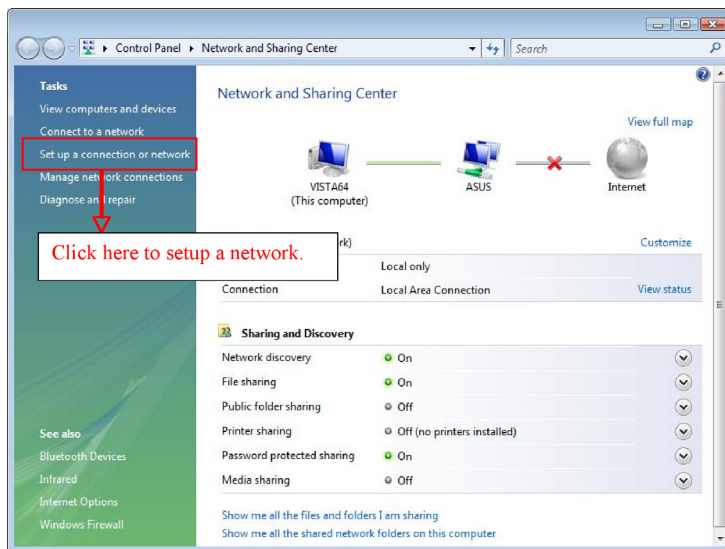 Control Panel ▸ Network and Sharing Center
Search
Tasks
View computers and devices
Connect to a network
Set up a connection or network
Manage network connections
Diagnose and repair
See also
Bluetooth Devices
Infrared
Internet Options
Windows Firewall
Click here to setup a network.
Network and Sharing Center
View full map
VISTA64
(This computer)
ASUS
Internet
Customize
Local only
Connection Local Area Connection View status
Sharing and Discovery
Network discovery On
File sharing On
Public folder sharing Off
Printer sharing Off (no printers installed)
Password protected sharing On
Media sharing Off
Show me all the files and folders I am sharing
Show me all the shared network folders on this computer